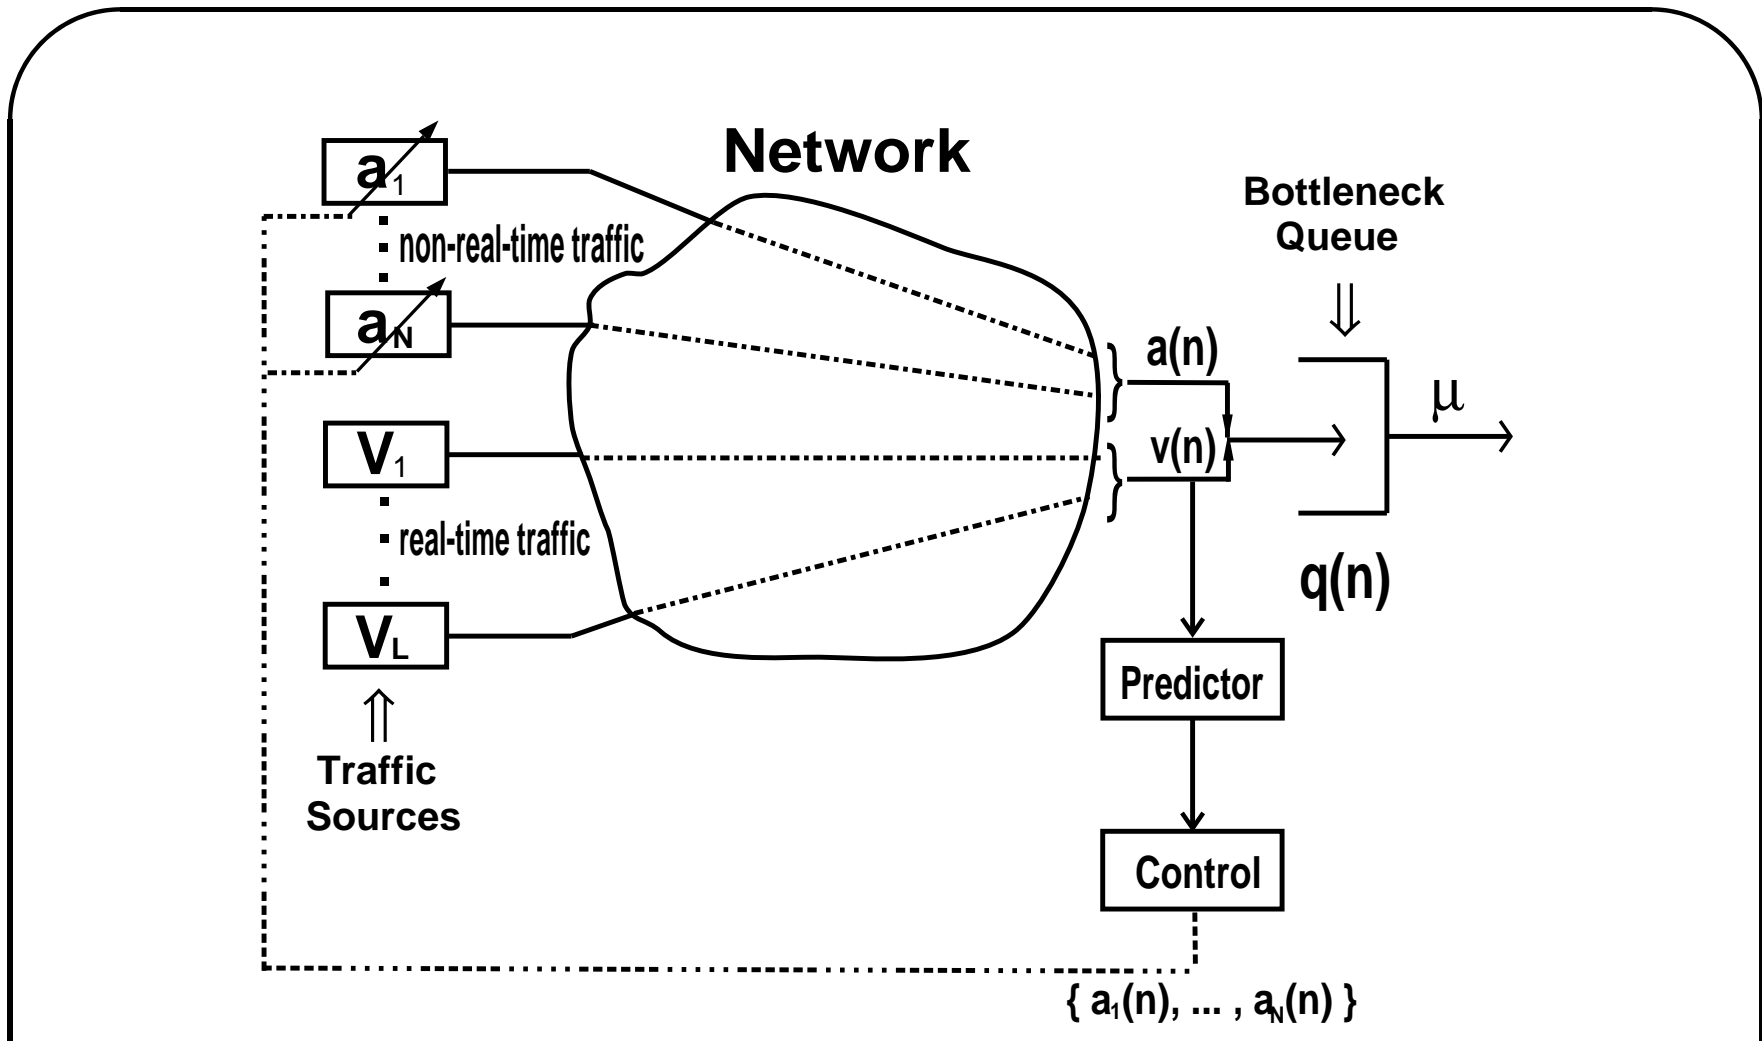 Network
a1
non-real-time traffic
aN
V1
real-time traffic
VL
Traffic
Sources
Bottleneck
Queue
a(n)
v(n)
μ
q(n)
Predictor
Control
{ a1(n), ... , aN(n) }